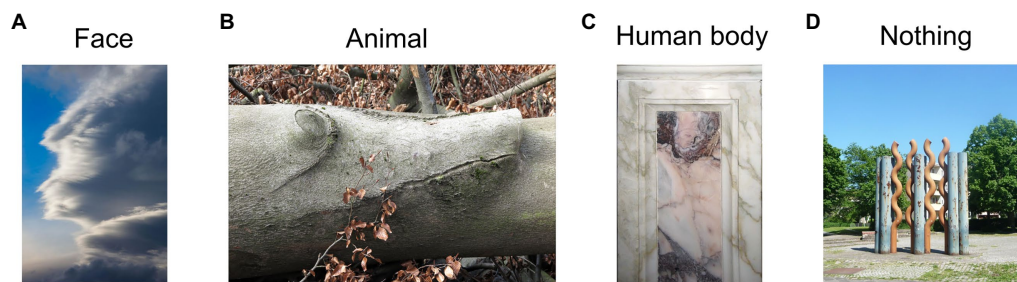 A
Face
B
Animal
C
Human body
D
Nothing